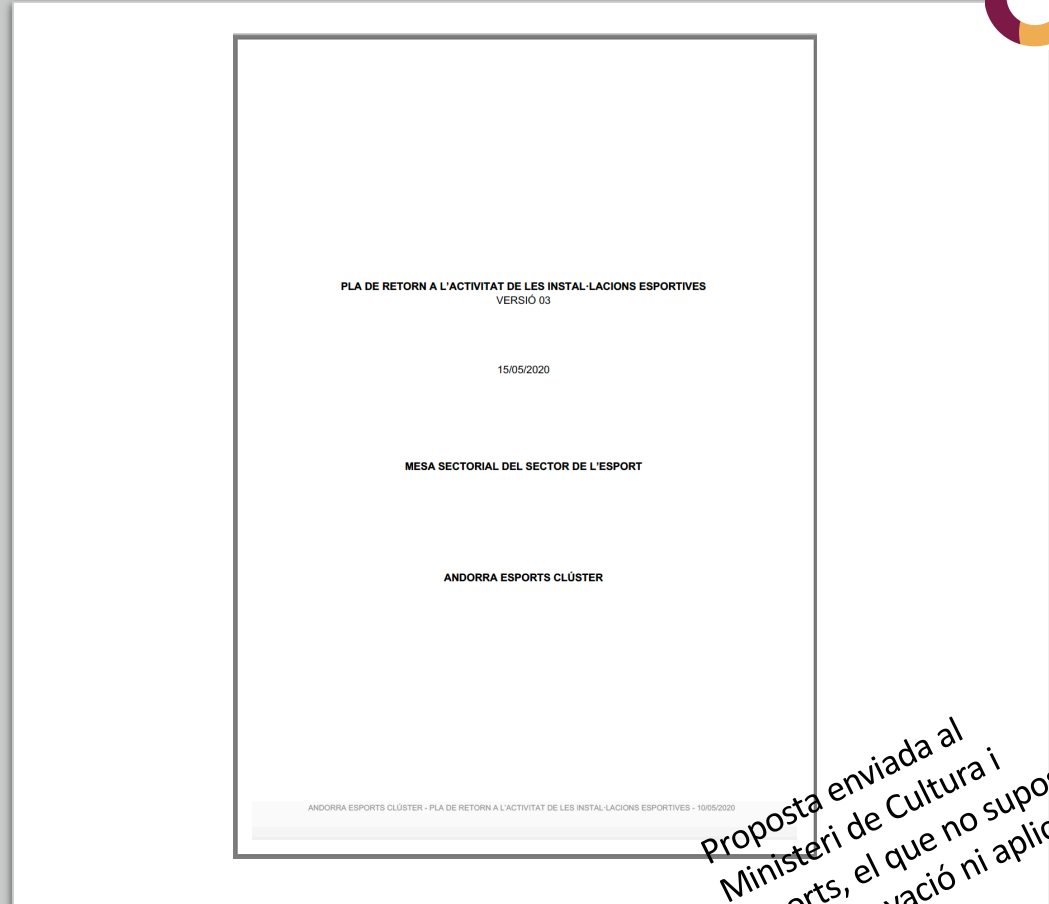 PLA DE RETORN A L'ACTIVITAT DE LES INSTAL·LACIONS ESPORTIVES
VERSIÓ 03
15/05/2020
MESA SECTORIAL DEL SECTOR DE L'ESPORT
ANDORRA ESPORTS CLÚSTER
ANDORRA ESPORTS CLÚSTER - PLA DE RETORN A L'ACTIVITAT DE LES INSTAL·LACIONS ESPORTIVES - 10/05/2020
Proposta enviada al
Ministeri de Cultura i
el que no
ni